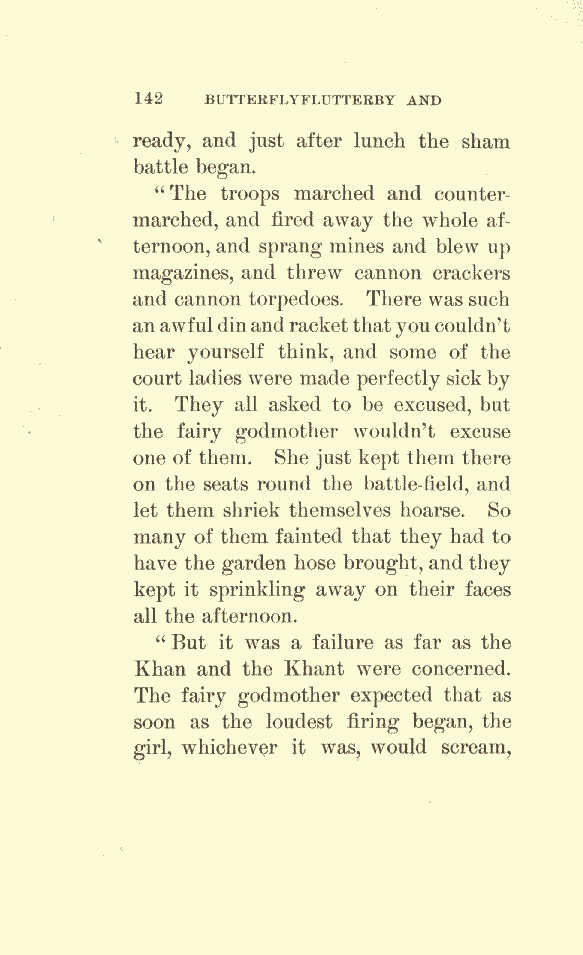 142 BUTTERFLYFLUTTERBY AND
ready, and just after lunch the sham
battle began.
“The troops marched and counter-
marched, and fired away the whole af-
ternoon, and sprang mines and blew up
magazines, and threw cannon crackers
and cannon torpedoes. There was such
an awful din and racket that you couldn’t
hear yourself think, and some of the
court ladies were made perfectly sick by
it. They all asked to be excused, but
the fairy godmother wouldn’t excuse
one of them. She just kept them there
on the seats round the battle-field, and
let them shriek themselves hoarse. So
many of them fainted that they had to
have the garden hose brought, and they
kept it sprinkling away on their faces
all the afternoon.
“But it was a failure as far as the
Khan and the Khant were concerned.
The fairy godmother expected that as
soon as the loudest firing began, the
girl, whichever it was, would scream,